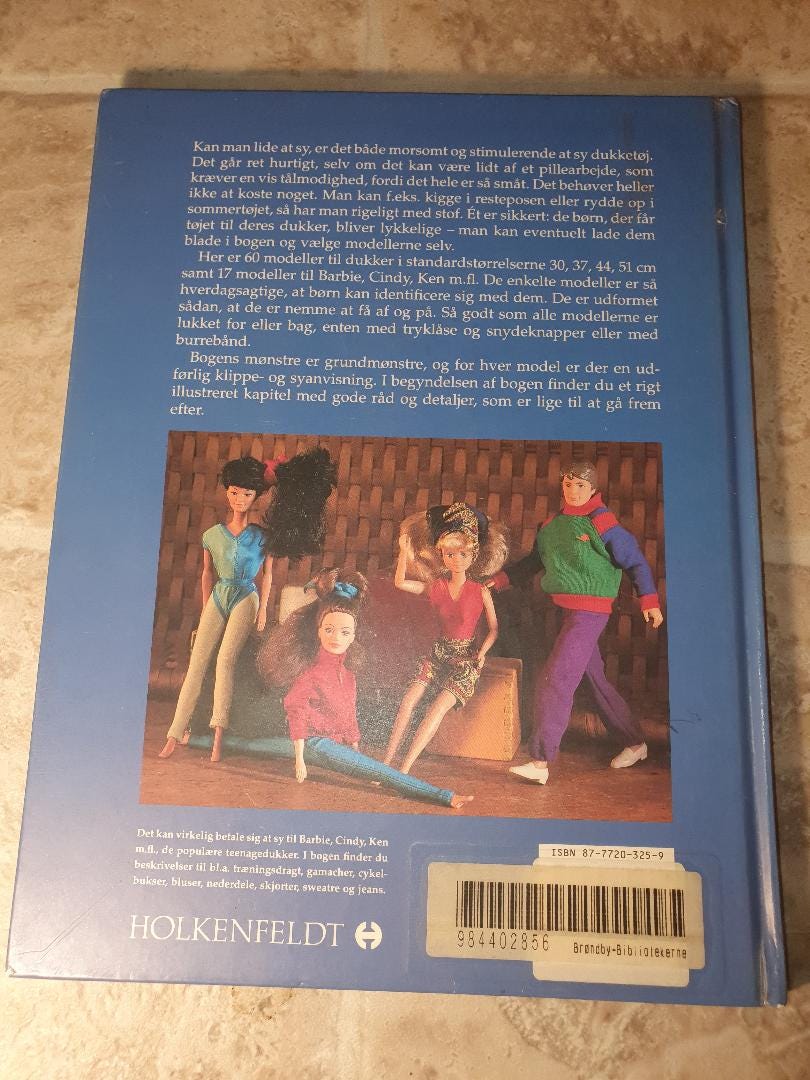 Kan man lide at sy, er det både morsomt og stimulerende at sy dukketøj.
Det går ret hurtigt, selv om det kan være lidt af et pillearbejde, som
kræver en vis tålmodighed, fordi det hele er så småt. Det behøver heller
ikke at koste noget. Man kan f.eks. kigge i resteposen eller rydde op i
sommertøjet, så har man rigeligt med stof. Ét er sikkert: de børn, der får
tøjet til deres dukker, bliver lykkelige – man kan eventuelt lade dem
blade i bogen og vælge modellerne selv.
Her er 60 modeller til dukker i standardstørrelserne 30, 37, 44, 51 cm
samt 17 modeller til Barbie, Cindy, Ken m.fl. De enkelte modeller er så
hverdagsagtige, at børn kan identificere sig med dem. De er udformet
sådan, at de er nemme at få af og på. Så godt som alle modellerne er
lukket for eller bag, enten med tryklåse og snydeknapper eller med
burrebånd.
Bogens mønstre er grundmønstre, og for hver model er der en ud-
førlig klippe- og syanvisning. I begyndelsen af bogen finder du et rigt
illustreret kapitel med gode råd og detaljer, som er lige til at gå frem
efter.
Det kan virkelig betale sig at sy til Barbie, Cindy, Ken
m.fl., de populære teenagedukker. I bogen finder du
beskrivelser til bl.a. træningsdragt, gamacher, cykel-
bukser, bluser, nederdele, skjorter, sweatre og jeans.
HOLKENFELDT
ISBN 87-7720-325-9
984402856
Brøndby-Bibliotekerne